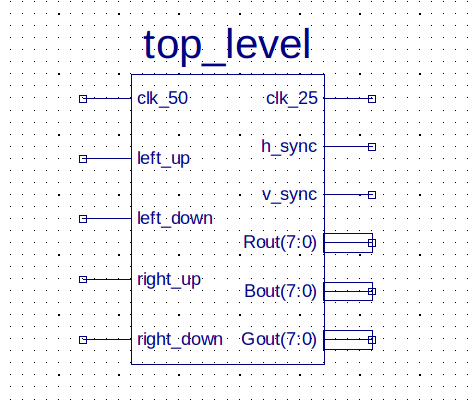 top_level
clk_50 clk_25
h_sync
left_up
v_sync
left_down
Rout(7:0)
right_up
Bout(7:0)
right_down Gout(7:0)